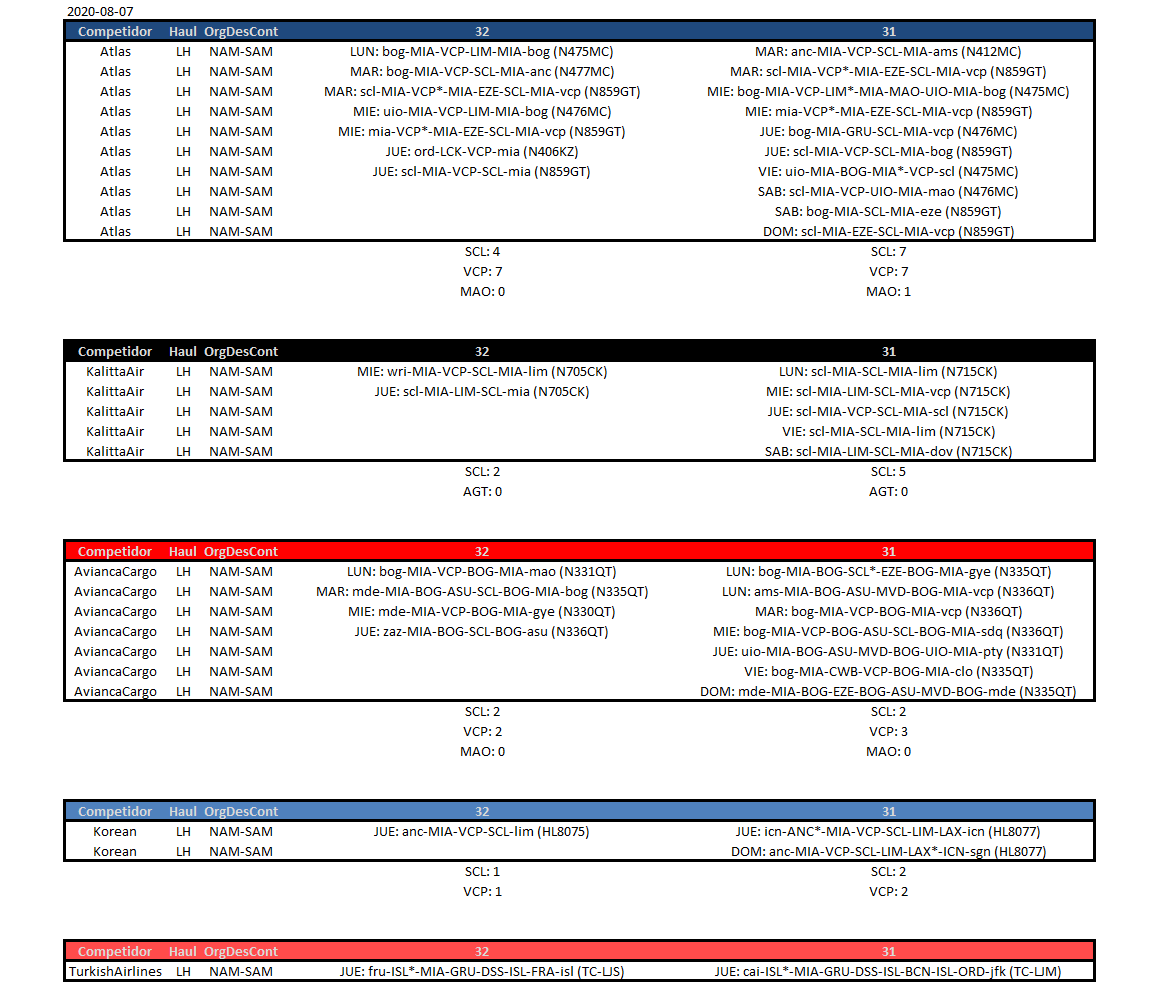 2020-08-07
Competidor Haul OrgDesCont 32 31
Atlas LH NAM-SAM LUN: bog-MIA-VCP-LIM-MIA-bog (N475MC) MAR: anc-MIA-VCP-SCL-MIA-ams (N412MC)
Atlas LH NAM-SAM MAR: bog-MIA-VCP-SCL-MIA-anc (N477MC) MAR: scl-MIA-VCP*-MIA-EZE-SCL-MIA-vcp (N859GT)
Atlas LH NAM-SAM MAR: scl-MIA-VCP*-MIA-EZE-SCL-MIA-vcp (N859GT) MIE: bog-MIA-VCP-LIM*-MIA-MAO-UIO-MIA-bog (N475MC)
Atlas LH NAM-SAM MIE: uio-MIA-VCP-LIM-MIA-bog (N476MC) MIE: mia-VCP*-MIA-EZE-SCL-MIA-vcp (N859GT)
Atlas LH NAM-SAM MIE: mia-VCP*-MIA-EZE-SCL-MIA-vcp (N859GT) JUE: bog-MIA-GRU-SCL-MIA-vcp (N476MC)
Atlas LH NAM-SAM JUE: ord-LCK-VCP-mia (N406KZ) JUE: scl-MIA-VCP-SCL-MIA-bog (N859GT)
Atlas LH NAM-SAM JUE: scl-MIA-VCP-SCL-mia (N859GT) VIE: uio-MIA-BOG-MIA*-VCP-scl (N475MC)
Atlas LH NAM-SAM SAB: scl-MIA-VCP-UIO-MIA-mao (N476MC)
Atlas LH NAM-SAM SAB: bog-MIA-SCL-MIA-eze (N859GT)
Atlas LH NAM-SAM DOM: scl-MIA-EZE-SCL-MIA-vcp (N859GT)
SCL: 4 SCL: 7
VCP: 7 VCP: 7
MAO: 0 MAO: 1
Competidor Haul OrgDesCont 32 31
KalittaAir LH NAM-SAM MIE: wri-MIA-VCP-SCL-MIA-lim (N705CK) LUN: scl-MIA-SCL-MIA-lim (N715CK)
KalittaAir LH NAM-SAM JUE: scl-MIA-LIM-SCL-mia (N705CK) MIE: scl-MIA-LIM-SCL-MIA-vcp (N715CK)
KalittaAir LH NAM-SAM JUE: scl-MIA-VCP-SCL-MIA-scl (N715CK)
KalittaAir LH NAM-SAM VIE: scl-MIA-SCL-MIA-lim (N715CK)
KalittaAir LH NAM-SAM SAB: scl-MIA-LIM-SCL-MIA-dov (N715CK)
SCL: 2 SCL: 5
AGT: 0 AGT: 0
Competidor Haul OrgDesCont 32 31
AviancaCargo LH NAM-SAM LUN: bog-MIA-VCP-BOG-MIA-mao (N331QT) LUN: bog-MIA-BOG-SCL*-EZE-BOG-MIA-gye (N335QT)
AviancaCargo LH NAM-SAM MAR: mde-MIA-BOG-ASU-SCL-BOG-MIA-bog (N335QT) LUN: ams-MIA-BOG-ASU-MVD-BOG-MIA-vcp (N336QT)
AviancaCargo LH NAM-SAM MIE: mde-MIA-VCP-BOG-MIA-gye (N330QT) MAR: bog-MIA-VCP-BOG-MIA-vcp (N336QT)
AviancaCargo LH NAM-SAM JUE: zaz-MIA-BOG-SCL-BOG-asu (N336QT) MIE: bog-MIA-VCP-BOG-ASU-SCL-BOG-MIA-sdq (N336QT)
AviancaCargo LH NAM-SAM JUE: uio-MIA-BOG-ASU-MVD-BOG-UIO-MIA-pty (N331QT)
AviancaCargo LH NAM-SAM VIE: bog-MIA-CWB-VCP-BOG-MIA-clo (N335QT)
AviancaCargo LH NAM-SAM DOM: mde-MIA-BOG-EZE-BOG-ASU-MVD-BOG-mde (N335QT)
SCL: 2 SCL: 2
VCP: 2 VCP: 3
MAO: 0 MAO: 0
Competidor Haul OrgDesCont 32 31
Korean LH NAM-SAM JUE: anc-MIA-VCP-SCL-lim (HL8075) JUE: icn-ANC*-MIA-VCP-SCL-LIM-LAX-icn (HL8077)
Korean LH NAM-SAM DOM: anc-MIA-VCP-SCL-LIM-LAX*-ICN-sgn (HL8077)
SCL: 1 SCL: 2
VCP: 1 VCP: 2
Competidor Haul OrgDesCont 32 31
TurkishAirlines LH NAM-SAM JUE: fru-ISL*-MIA-GRU-DSS-ISL-FRA-isl (TC-LJS) JUE: cai-ISL*-MIA-GRU-DSS-ISL-BCN-ISL-ORD-jfk (TC-LJM)